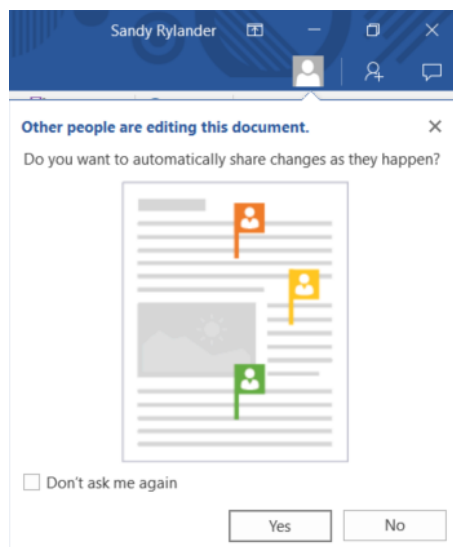 Sandy Rylander
Other people are editing this document.
Do you want to automatically share changes as they happen?
Don't ask me again
Yes No